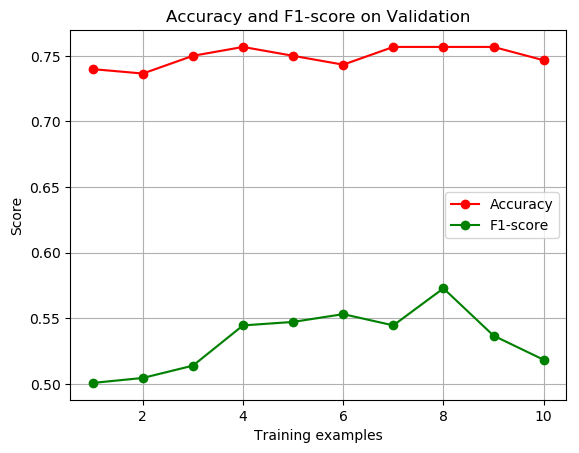 Accuracy and F1-score on Validation
Score
0.75
0.70
0.65
0.60
0.55
0.50
Accuracy
F1-score
2 4 6 8 10
Training examples